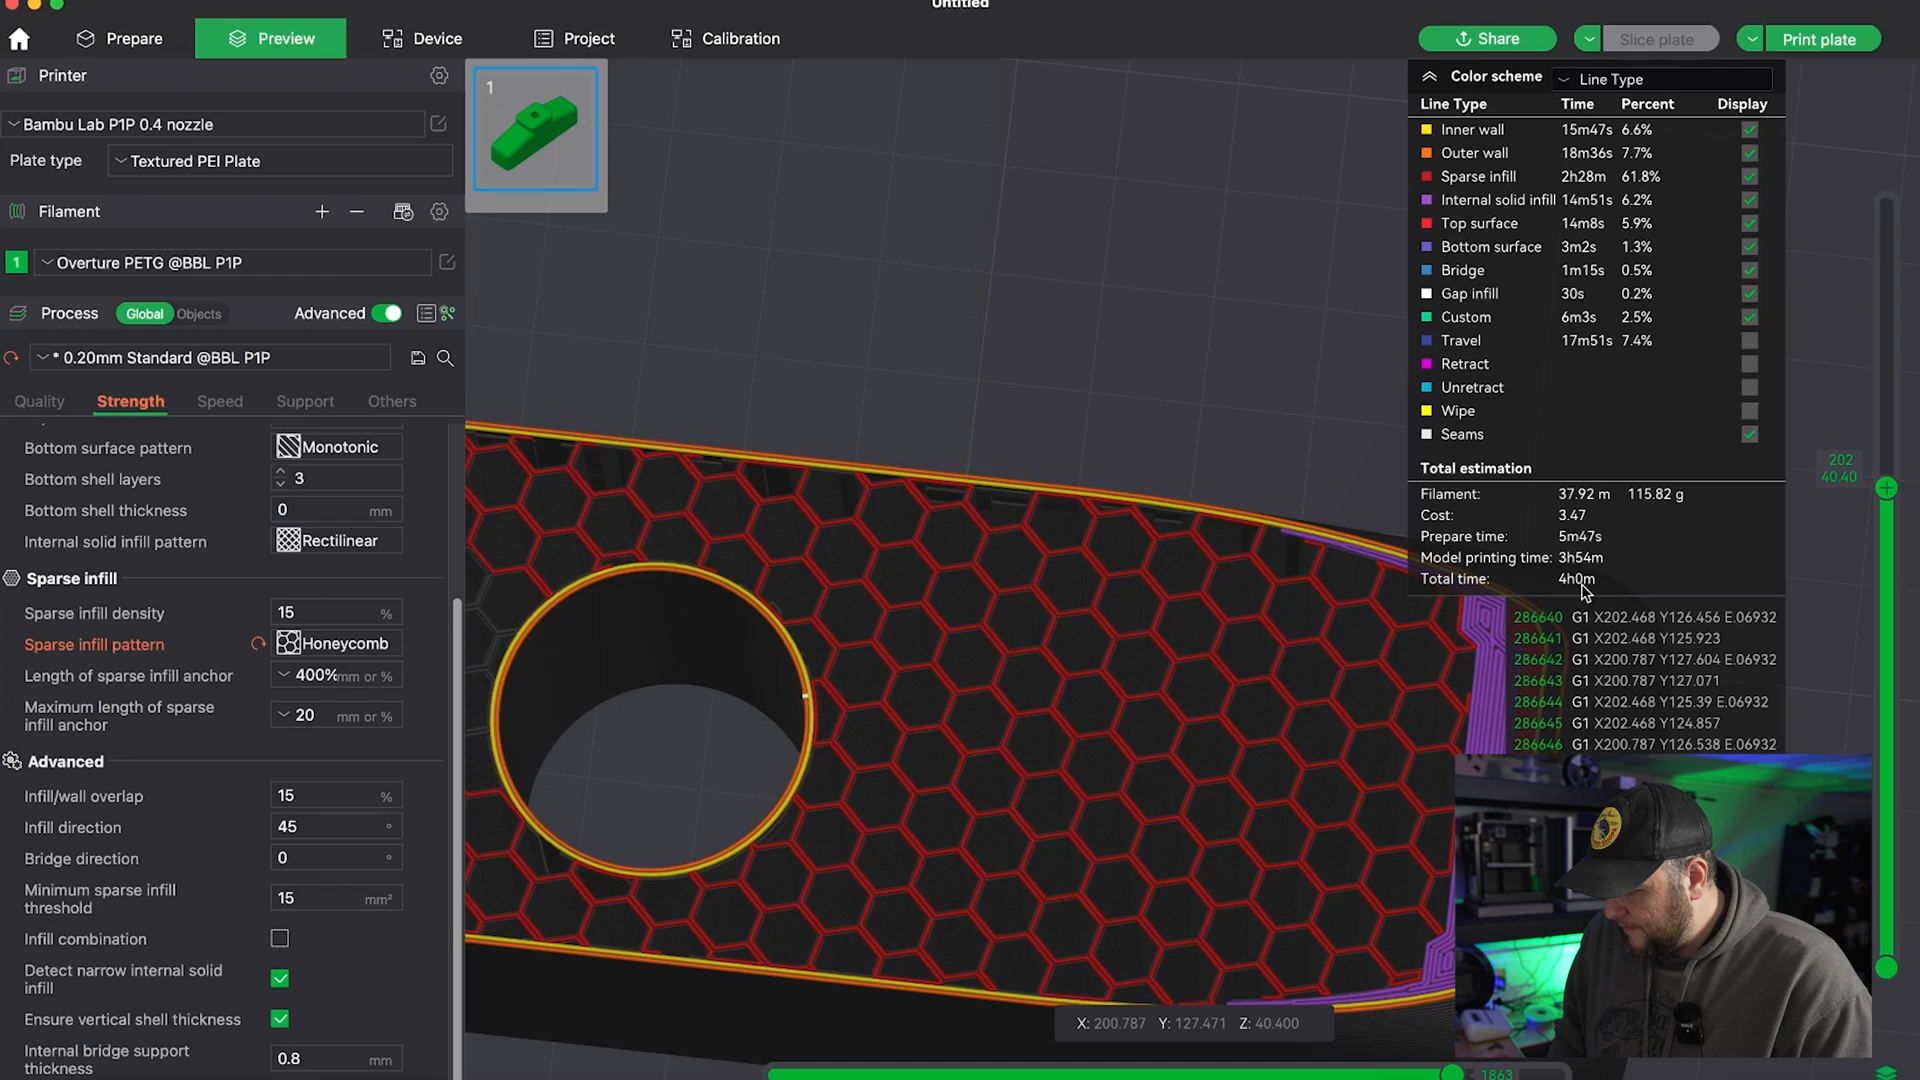 Untitled
Prepare
Preview
Device
Project
Calibration
Share
Slice plate
Print plate
Printer
Bambu Lab P1P 0.4 nozzle
Plate type
Textured PEI Plate
Filament
1
Overture PETG @BBL P1P
Process
Global
Objects
Advanced
* 0.20mm Standard @BBL P1P
Quality
Strength
Speed
Support
Others
Bottom surface pattern
Monotonic
Bottom shell layers
3
Bottom shell thickness
0
mm
Internal solid infill pattern
Rectilinear
Sparse infill
Sparse infill density
15
%
Sparse infill pattern
Honeycomb
Length of sparse infill anchor
400%
mm or %
Maximum length of sparse
infill anchor
20
mm or %
Advanced
Infill/wall overlap
15
%
Infill direction
45
°
Bridge direction
0
°
Minimum sparse infill
threshold
15
mm²
Infill combination
Detect narrow internal solid
infill
Ensure vertical shell thickness
Internal bridge support
thickness
0.8
mm
1
Color scheme
Line Type
Line Type Time Percent Display
Inner wall 15m47s 6.6%
Outer wall 18m36s 7.7%
Sparse infill 2h28m 61.8%
Internal solid infill 14m51s 6.2%
Top surface 14m8s 5.9%
Bottom surface 3m2s 1.3%
Bridge 1m15s 0.5%
Gap infill 30s 0.2%
Custom 6m3s 2.5%
Travel 17m51s 7.4%
Retract
Unretract
Wipe
Seams
Total estimation
Filament: 37.92 m 115.82 g
Cost: 3.47
Prepare time: 5m47s
Model printing time: 3h54m
Total time: 4h0m
202
40.40
286640 G1 X202.468 Y126.456 E.06932
286641 G1 X202.468 Y125.923
286642 G1 X200.787 Y127.604 E.06932
286643 G1 X200.787 Y127.071
286644 G1 X202.468 Y125.39 E.06932
286645 G1 X202.468 Y124.857
286646 G1 X200.787 Y126.538 E.06932
X: 200.787 Y: 127.471 Z: 40.400
1863